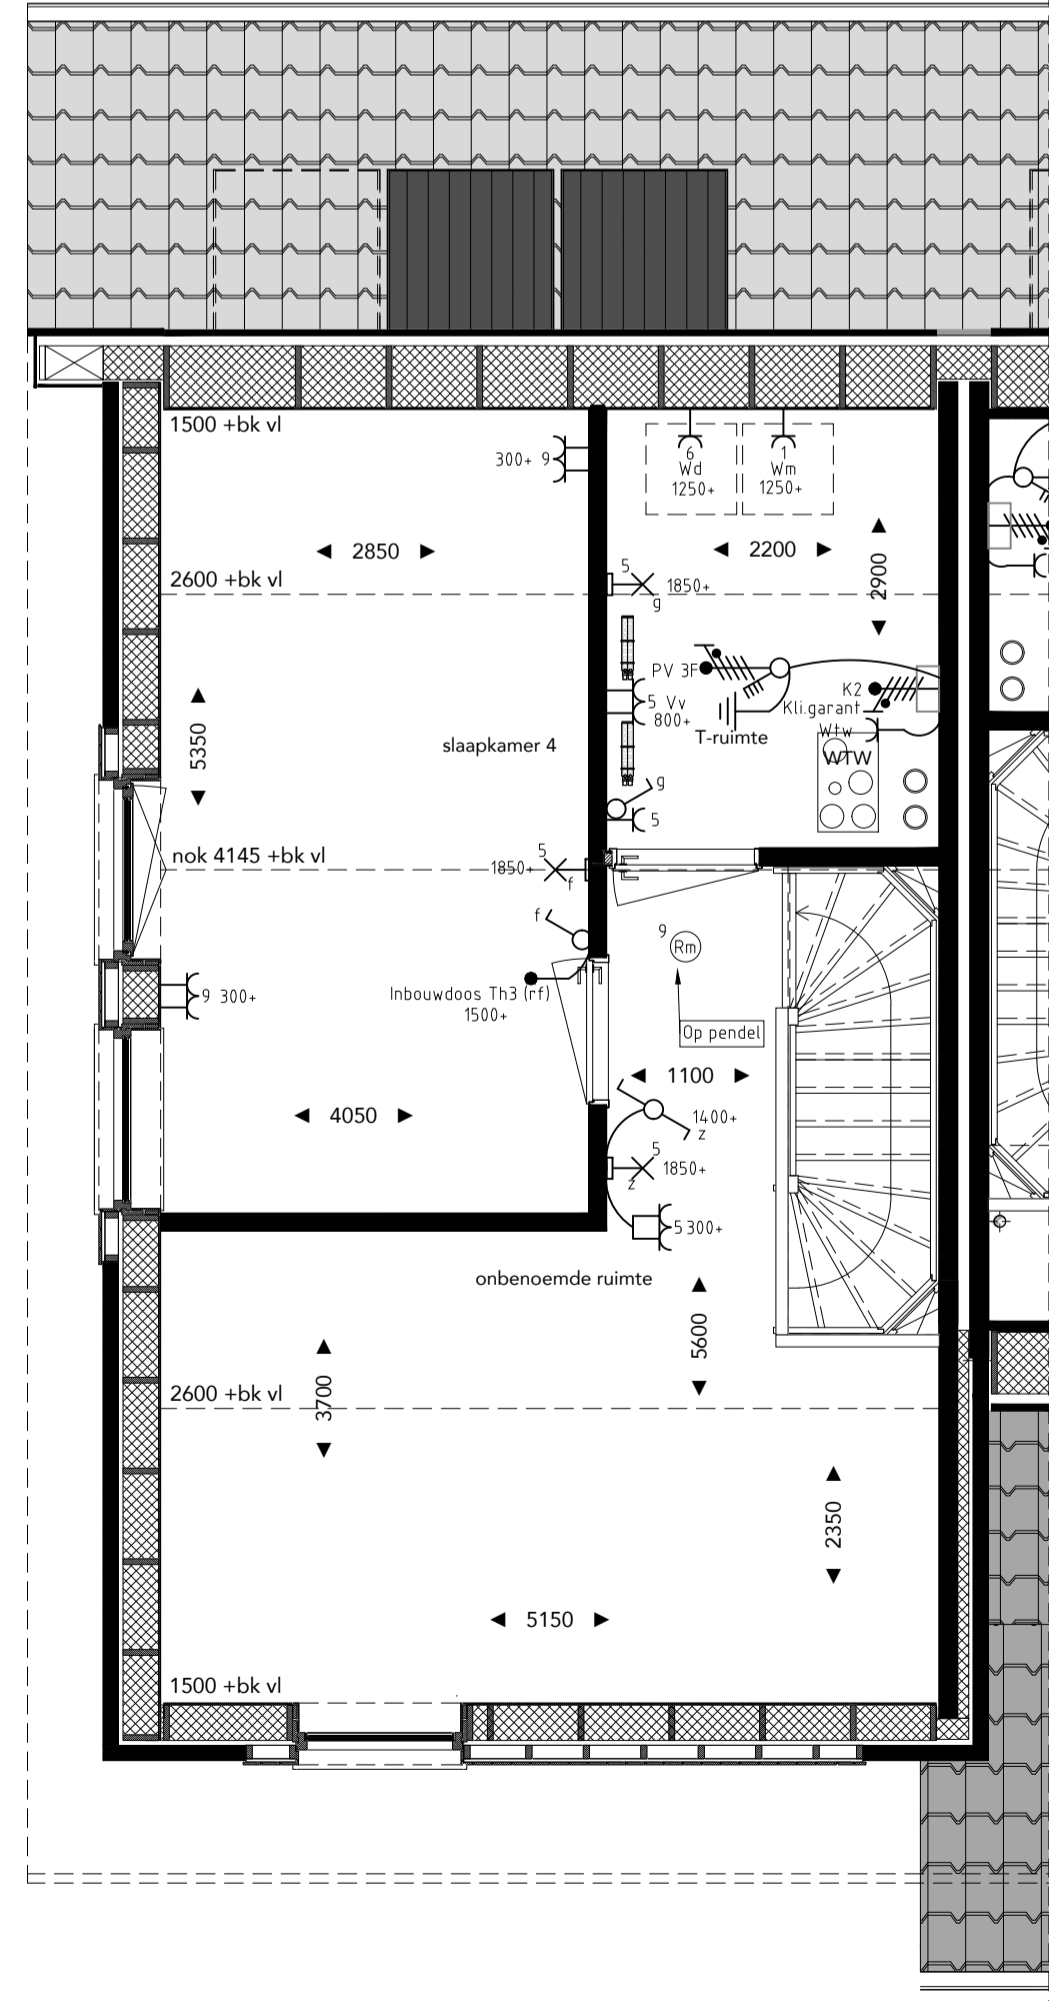 1500 +bk vl
300+ 9
6
Wd
1250+
1
Wm
1250+
2850
2200
2900
2600 +bk vl
5
1850+
g
PV 3F
K2
Kli.garant
5 Vv
800+
T-ruimte
Wtw
WTW
5350
slaapkamer 4
g
5
nok 4145 +bk vl
5
1850+
f
f
9
Rm
9 300+
Inbouwdoos Th3 (rf)
1500+
Op pendel
1100
4050
1400+
z
5
1850+
z
5 300+
onbenoemde ruimte
5600
3700
2600 +bk vl
2350
5150
1500 +bk vl